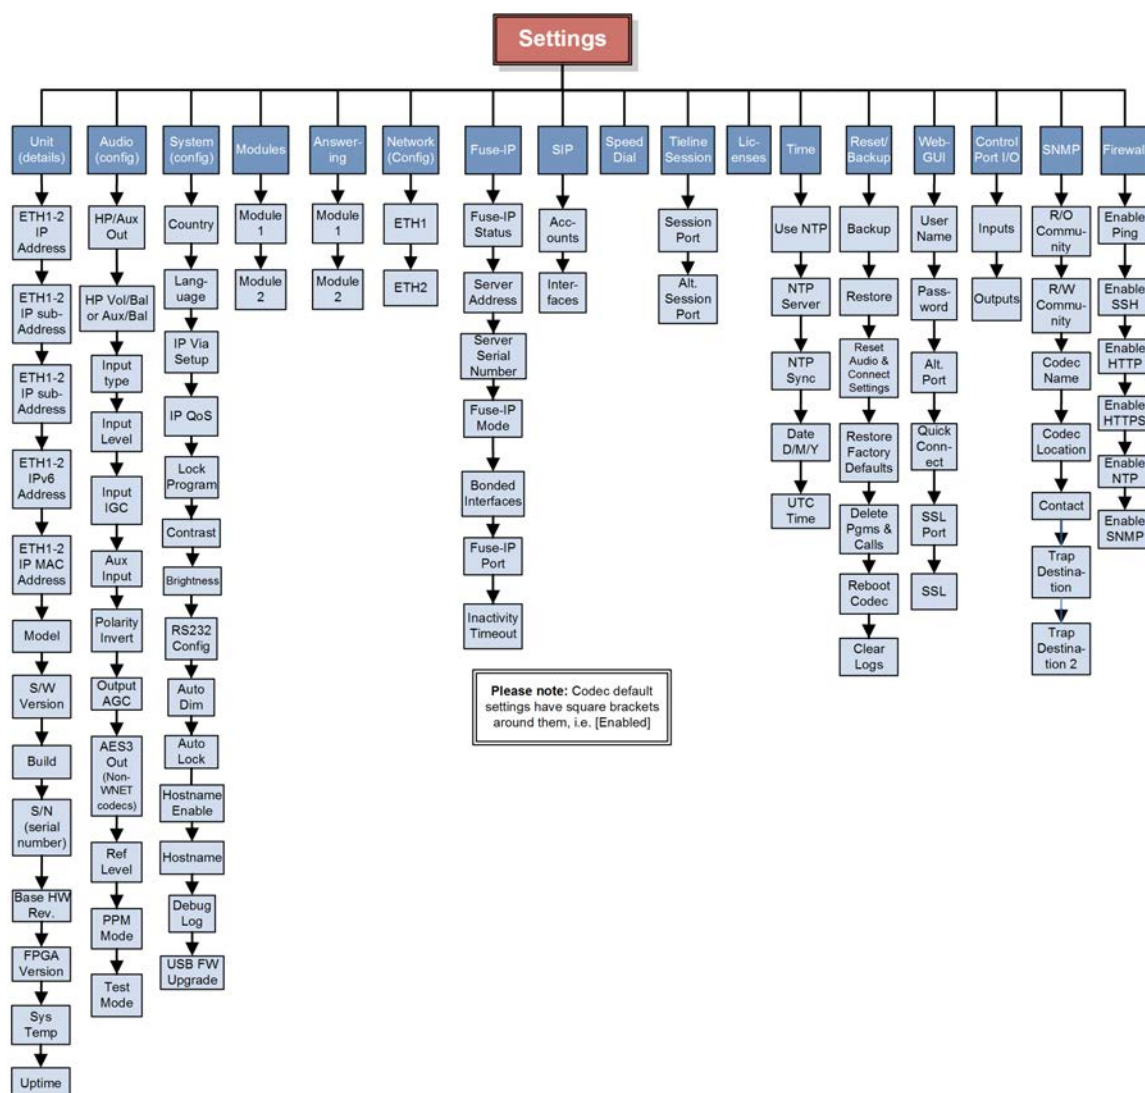 Settings
Unit
(details)
Audio
(config)
System
(config)
Modules
Answer-
ing
Network
(Config)
Fuse-IP
SIP
Speed
Dial
Tieline
Session
Lic-
enses
Time
Reset/
Backup
Web-
GUI
Control
Port I/O
SNMP
Firewall
ETH1-2
IP
Address
ETH1-2
IP sub-
Address
ETH1-2
IP sub-
Address
ETH1-2
IPv6
Address
ETH1-2
IP MAC
Address
Model
S/W
Version
Build
S/N
(serial
number)
Base HW
Rev.
FPGA
Version
Sys
Temp
Uptime
HP/Aux
Out
HP Vol/Bal
or Aux/Bal
Input
type
Input
Level
Input
IGC
Aux
Input
Polarity
Invert
Output
AGC
AES3
Out
(Non-
WNET
codecs)
Ref
Level
PPM
Mode
Test
Mode
Country
Lang-
uage
IP Via
Setup
IP QoS
Lock
Program
Contrast
Brightness
RS232
Config
Auto
Dim
Auto
Lock
Hostname
Enable
Hostname
Debug
Log
USB FW
Upgrade
Module
1
Module
2
Module
1
Module
2
ETH1
ETH2
Fuse-IP
Status
Server
Address
Server
Serial
Number
Fuse-IP
Mode
Bonded
Interfaces
Fuse-IP
Port
Inactivity
Timeout
Acc-
ounts
Inter-
faces
Session
Port
Alt.
Session
Port
Use NTP
NTP
Server
NTP
Sync
Date
D/M/Y
UTC
Time
Backup
Restore
Reset
Audio &
Connect
Settings
Restore
Factory
Defaults
Delete
Pgms &
Calls
Reboot
Codec
Clear
Logs
User
Name
Pass-
word
Alt.
Port
Quick
Conn-
ect
SSL
Port
SSL
Inputs
Outputs
R/O
Commu-
nity
R/W
Commu-
nity
Codec
Name
Codec
Location
Contact
Trap
Destina-
tion
Trap
Destina-
tion 2
Enable
Ping
Enable
SSH
Enable
HTTP
Enable
HTTPS
Enable
NTP
Enable
SNMP
Please note: Codec default
settings have square brackets
around them, i.e. [Enabled]